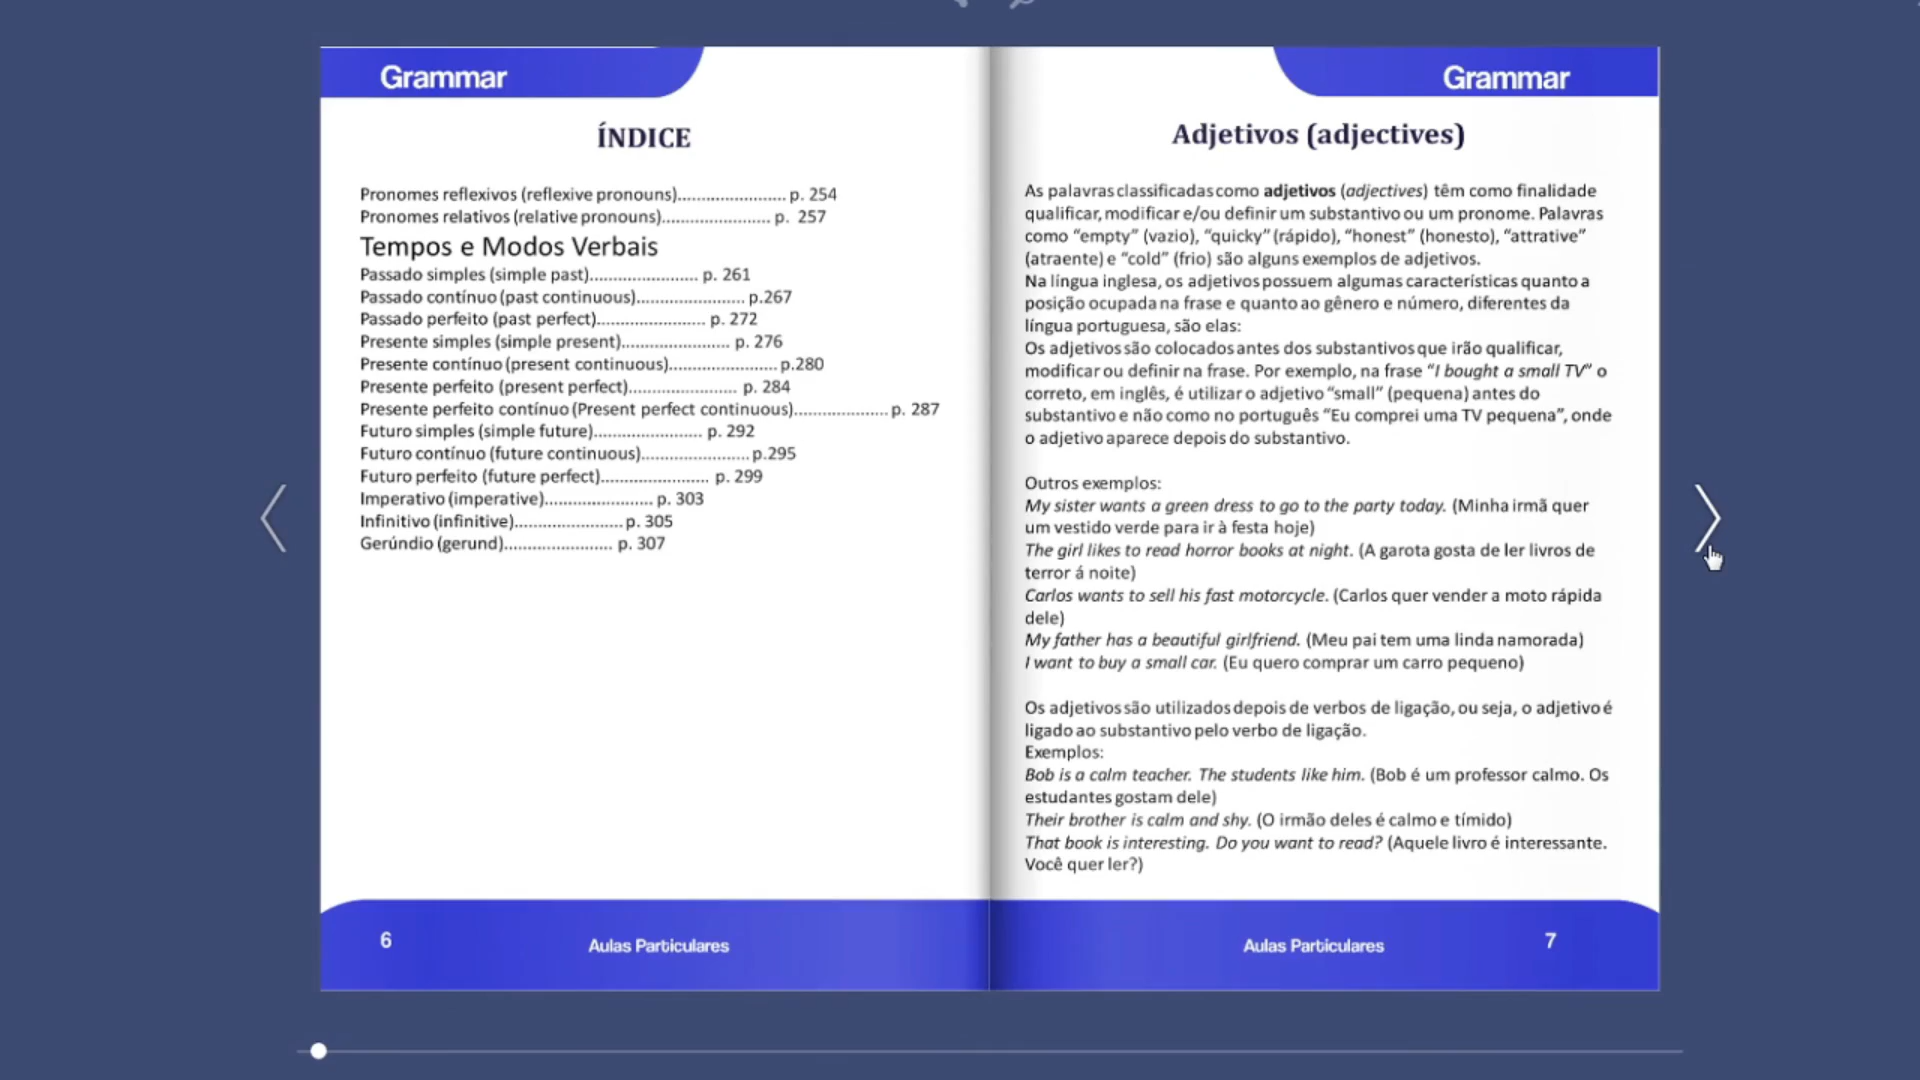 Grammar
ÍNDICE
Pronomes reflexivos (reflexive pronouns)....................... p. 254
Pronomes relativos (relative pronouns)....................... p. 257
Tempos e Modos Verbais
Passado simples (simple past)....................... p. 261
Passado contínuo (past continuous)....................... p.267
Passado perfeito (past perfect)....................... p. 272
Presente simples (simple present)....................... p. 276
Presente contínuo (present continuous)....................... p.280
Presente perfeito (present perfect)....................... p. 284
Presente perfeito contínuo (Present perfect continuous).................... p. 287
Futuro simples (simple future)....................... p. 292
Futuro contínuo (future continuous)....................... p.295
Futuro perfeito (future perfect)....................... p. 299
Imperativo (imperative)....................... p. 303
Infinitivo (infinitive)....................... p. 305
Gerúndio (gerund)....................... p. 307
6
Aulas Particulares
Grammar
Adjetivos (adjectives)
As palavras classificadas como adjetivos (adjectives) têm como finalidade
qualificar, modificar e/ou definir um substantivo ou um pronome. Palavras
como “empty” (vazio), “quicky” (rápido), “honest” (honesto), “attrative”
(atraente) e “cold” (frio) são alguns exemplos de adjetivos.
Na língua inglesa, os adjetivos possuem algumas características quanto a
posição ocupada na frase e quanto ao gênero e número, diferentes da
língua portuguesa, são elas:
Os adjetivos são colocados antes dos substantivos que irão qualificar,
modificar ou definir na frase. Por exemplo, na frase “I bought a small TV” o
correto, em inglês, é utilizar o adjetivo “small” (pequena) antes do
substantivo e não como no português “Eu comprei uma TV pequena”, onde
o adjetivo aparece depois do substantivo.
Outros exemplos:
My sister wants a green dress to go to the party today. (Minha irmã quer
um vestido verde para ir à festa hoje)
The girl likes to read horror books at night. (A garota gosta de ler livros de
terror á noite)
Carlos wants to sell his fast motorcycle. (Carlos quer vender a moto rápida
dele)
My father has a beautiful girlfriend. (Meu pai tem uma linda namorada)
I want to buy a small car. (Eu quero comprar um carro pequeno)
Os adjetivos são utilizados depois de verbos de ligação, ou seja, o adjetivo é
ligado ao substantivo pelo verbo de ligação.
Exemplos:
Bob is a calm teacher. The students like him. (Bob é um professor calmo. Os
estudantes gostam dele)
Their brother is calm and shy. (O irmão deles é calmo e tímido)
That book is interesting. Do you want to read? (Aquele livro é interessante.
Você quer ler?)
Aulas Particulares
7